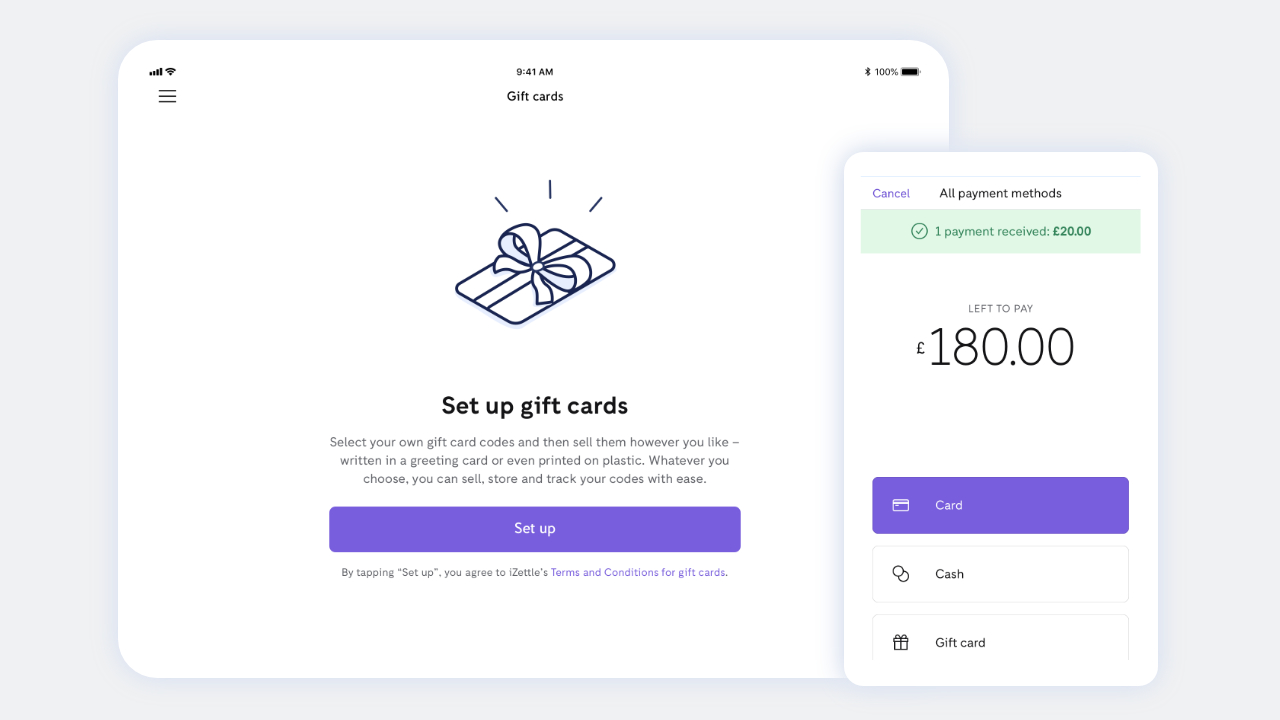 9:41 AM
100%
Gift cards
Set up gift cards
Select your own gift card codes and then sell them however you like –
written in a greeting card or even printed on plastic. Whatever you
choose, you can sell, store and track your codes with ease.
Set up
By tapping “Set up”, you agree to iZettle’s Terms and Conditions for gift cards.
Cancel
All payment methods
1 payment received: £20.00
LEFT TO PAY
£180.00
Card
Cash
Gift card